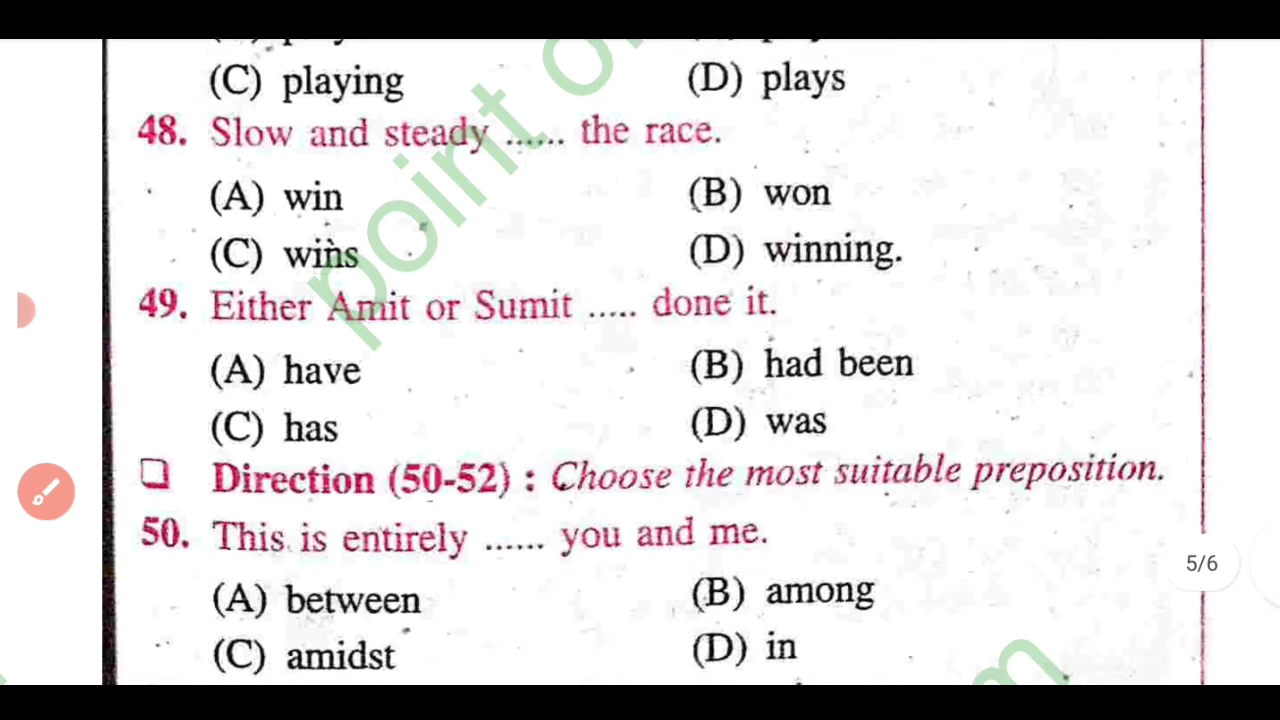 (C) playing (D) plays
48. Slow and steady ...... the race.
(A) win (B) won
(C) wins (D) winning.
49. Either Amit or Sumit ..... done it.
(A) have (B) had been
(C) has (D) was
❑ Direction (50-52) : Choose the most suitable preposition.
50. This is entirely ...... you and me.
5/6
(A) between (B) among
(C) amidst (D) in
point